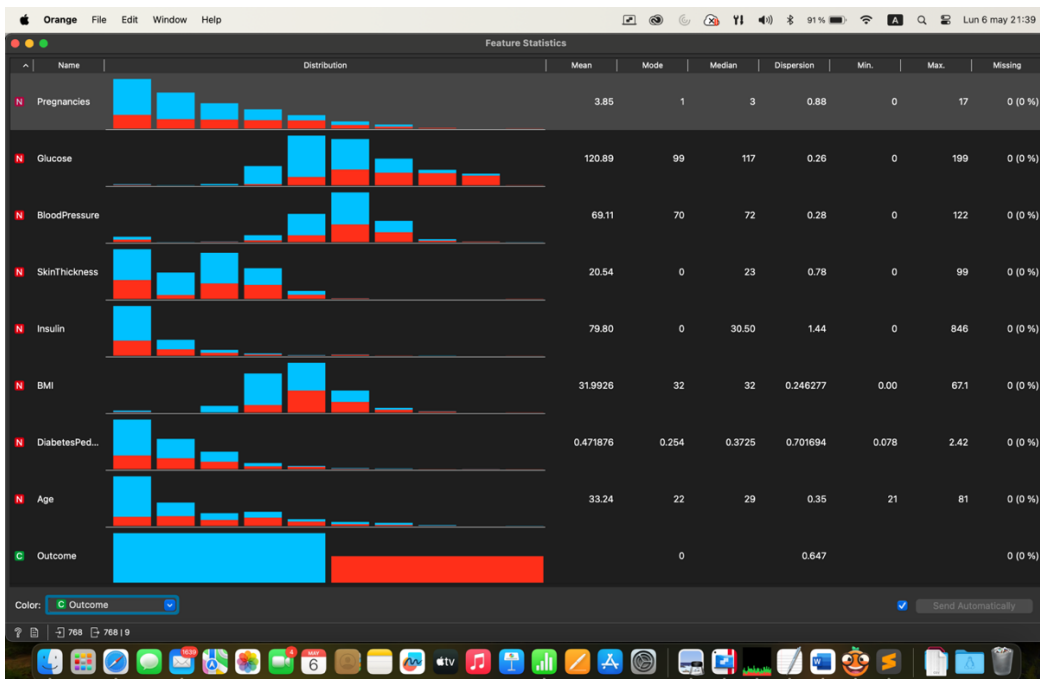 Orange File Edit Window Help 91 % A Lun 6 may 21:39
Feature Statistics
Name Distribution Mean Mode Median Dispersion Min. Max. Missing
N Pregnancies 3.85 1 3 0.88 0 17 0 (0 %)
N Glucose 120.89 99 117 0.26 0 199 0 (0 %)
N BloodPressure 69.11 70 72 0.28 0 122 0 (0 %)
N SkinThickness 20.54 0 23 0.78 0 99 0 (0 %)
N Insulin 79.80 0 30.50 1.44 0 846 0 (0 %)
N BMI 31.9926 32 32 0.246277 0.00 67.1 0 (0 %)
N DiabetesPed... 0.471876 0.254 0.3725 0.701694 0.078 2.42 0 (0 %)
N Age 33.24 22 29 0.35 21 81 0 (0 %)
C Outcome 0 0.647 0 (0 %)
Color: C Outcome Send Automatically
? 768 768 | 9
1639 4 MAY 6 tv W S